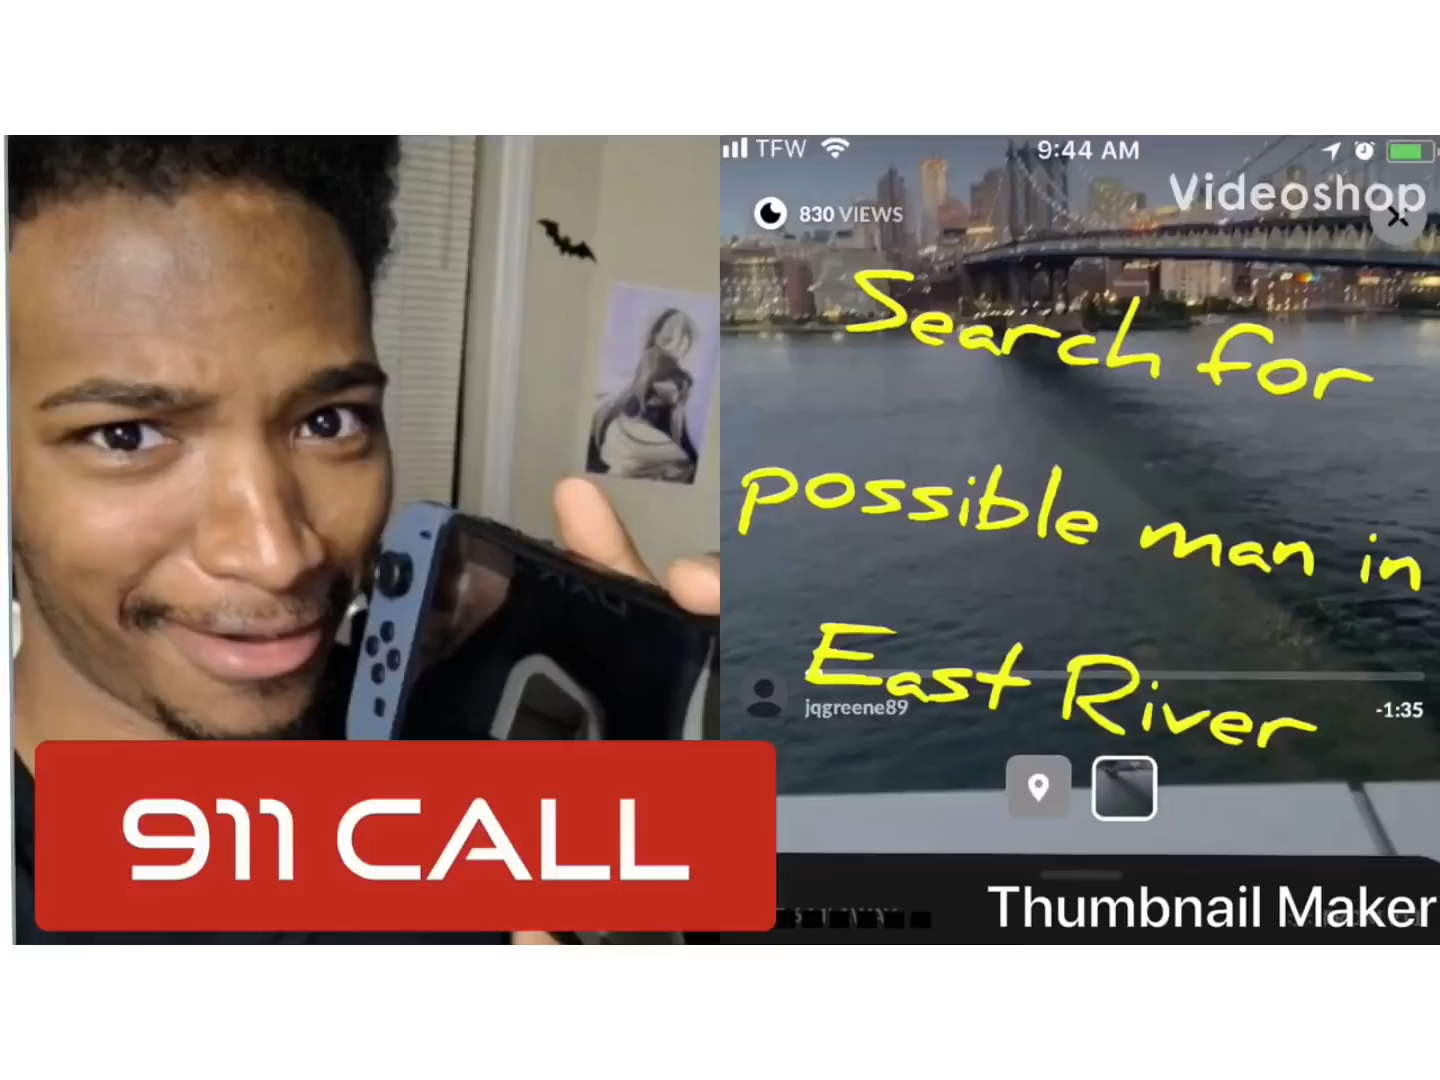 TFW
9:44 AM
Videoshop
830 VIEWS
Search for
possible man in
East River
jqgreene89
-1:35
911 CALL
Thumbnail Maker